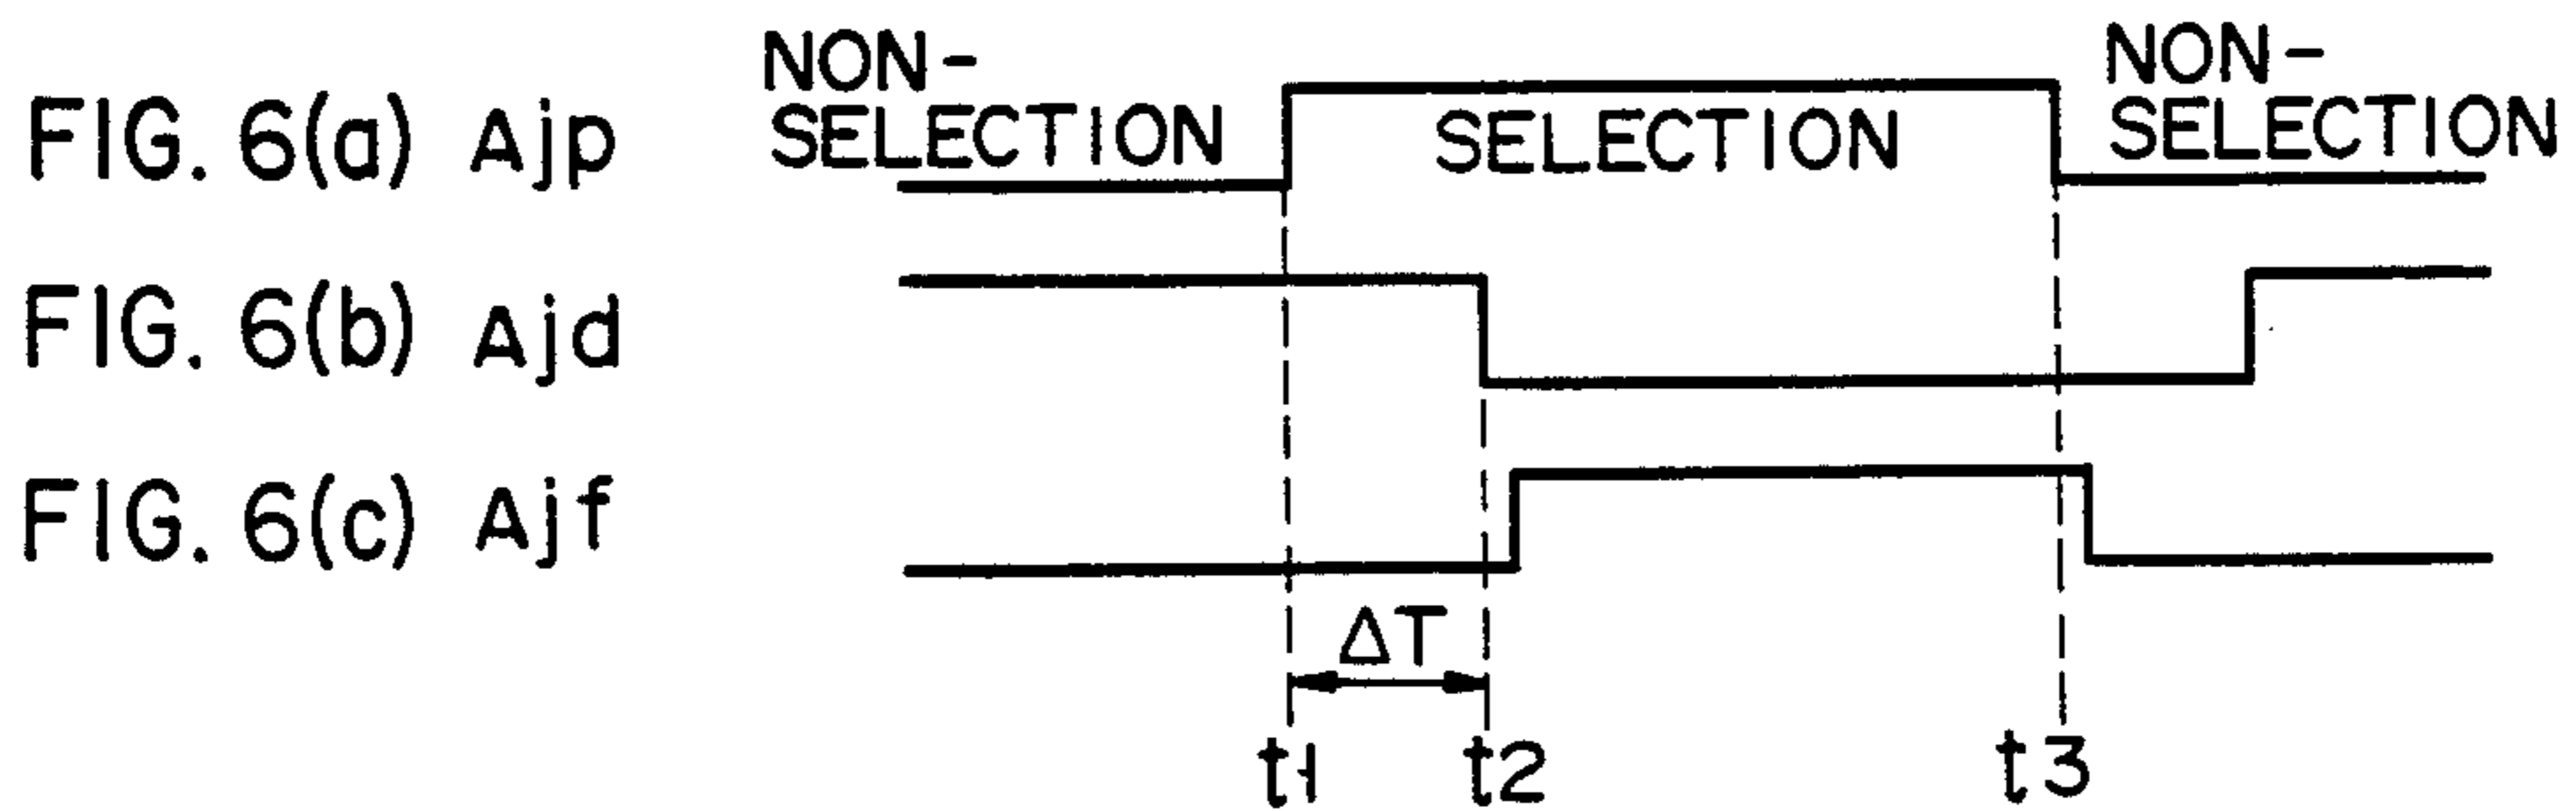 FIG. 6(a) Ajp
NON-
SELECTION
SELECTION
NON-
SELECTION
FIG. 6(b) Ajd
FIG. 6(c) Ajf
ΔT
t1
t2
t3